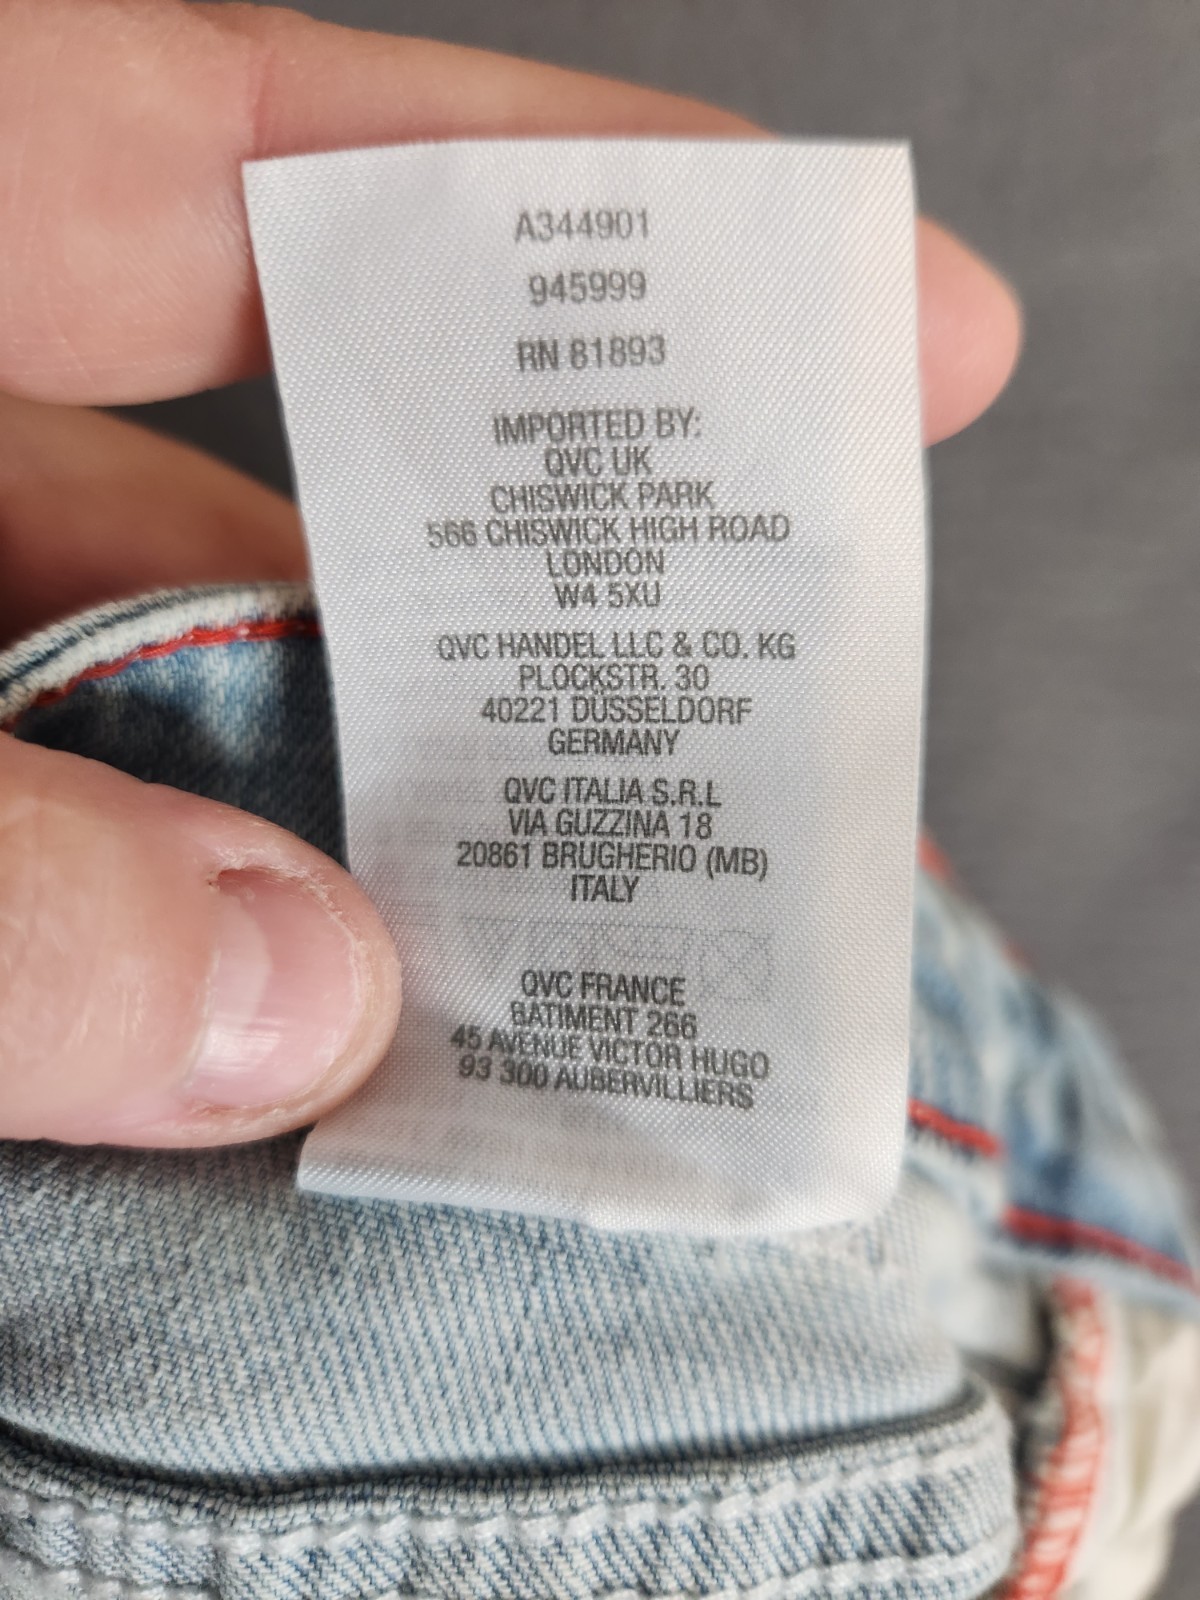 A344901
945999
RN 81893
IMPORTED BY:
QVC UK
CHISWICK PARK
566 CHISWICK HIGH ROAD
LONDON
W4 5XU
QVC HANDEL LLC & CO. KG
PLOCKSTR. 30
40221 DÜSSELDORF
GERMANY
QVC ITALIA S.R.L
VIA GUZZINA 18
20861 BRUGHERIO (MB)
ITALY
QVC FRANCE
BATIMENT 266
45 AVENUE VICTOR HUGO
93 300 AUBERVILLIERS